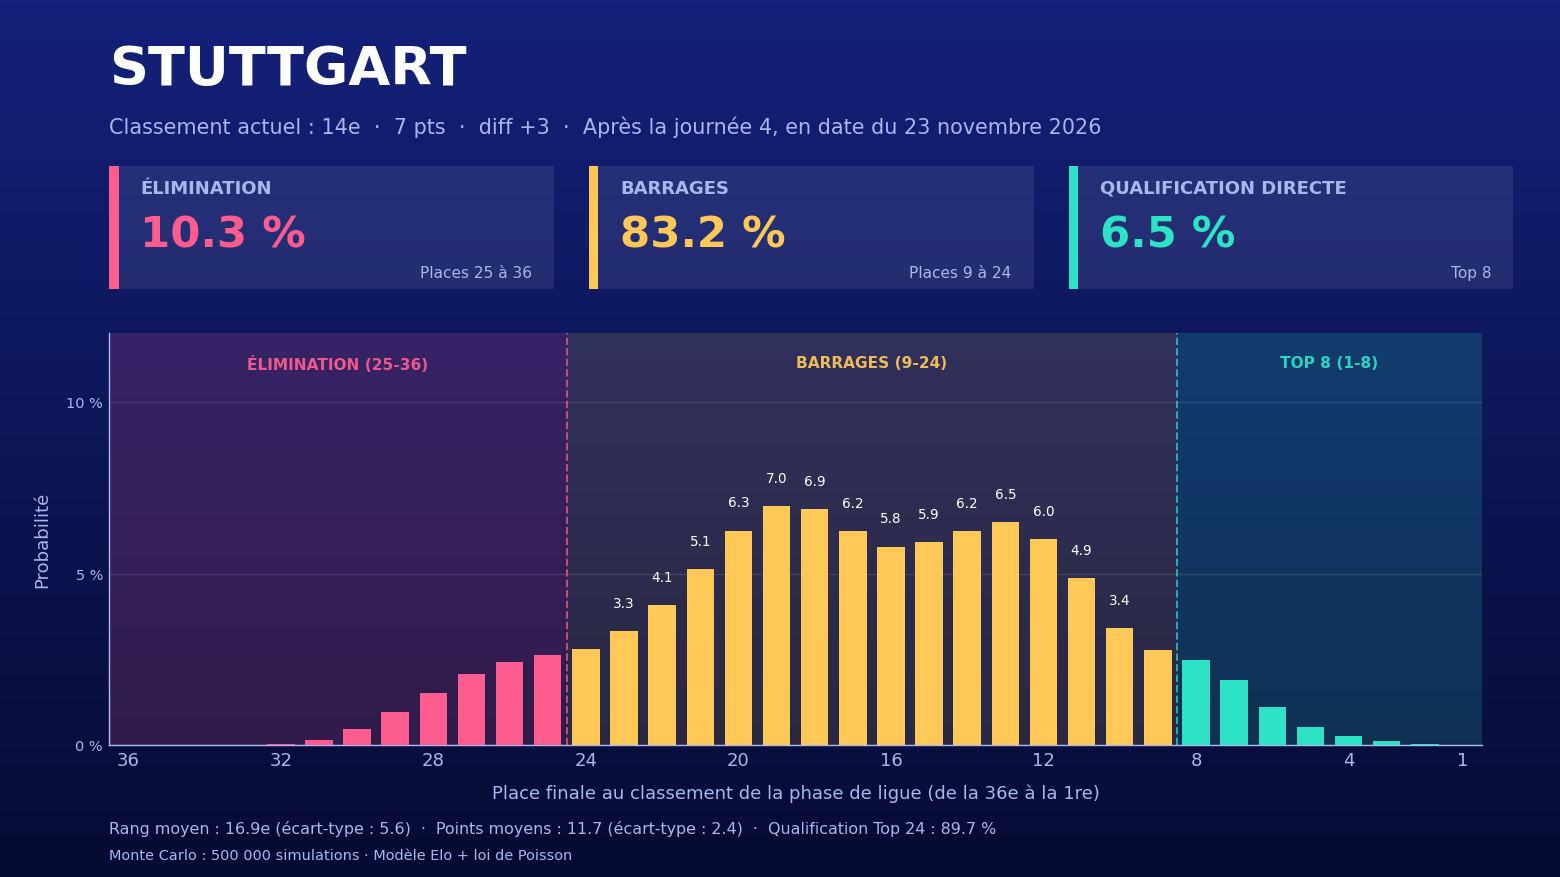 STUTTGART
Classement actuel : 14e · 7 pts · diff +3 · Après la journée 4, en date du 23 novembre 2026
ÉLIMINATION
10.3 %
Places 25 à 36
BARRAGES
83.2 %
Places 9 à 24
QUALIFICATION DIRECTE
6.5 %
Top 8
ÉLIMINATION (25-36)
BARRAGES (9-24)
TOP 8 (1-8)
Probabilité
10 %
5 %
0 %
3.3
4.1
5.1
6.3
7.0
6.9
6.2
5.8
5.9
6.2
6.5
6.0
4.9
3.4
36 32 28 24 20 16 12 8 4 1
Place finale au classement de la phase de ligue (de la 36e à la 1re)
Rang moyen : 16.9e (écart-type : 5.6) · Points moyens : 11.7 (écart-type : 2.4) · Qualification Top 24 : 89.7 %
Monte Carlo : 500 000 simulations · Modèle Elo + loi de Poisson